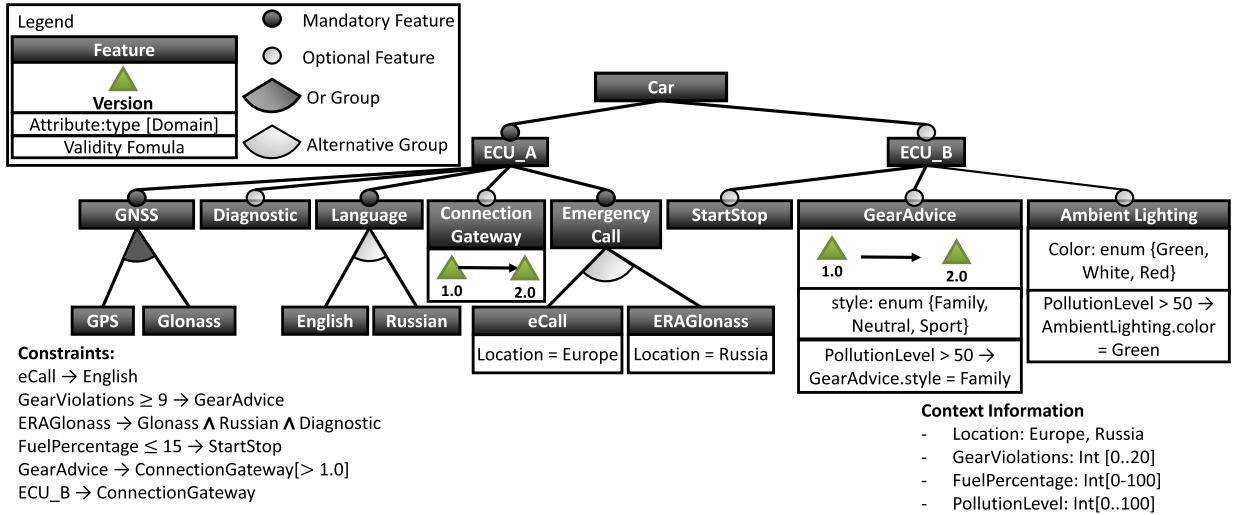 Legend
Feature
Version
Attribute:type [Domain]
Validity Fomula
Mandatory Feature
Optional Feature
Or Group
Alternative Group
Car
ECU_A
ECU_B
GNSS
Diagnostic
Language
Connection
Gateway
1.0
2.0
Emergency
Call
StartStop
GearAdvice
1.0
2.0
style: enum {Family,
Neutral, Sport}
PollutionLevel > 50 →
GearAdvice.style = Family
Ambient Lighting
Color: enum {Green,
White, Red}
PollutionLevel > 50 →
AmbientLighting.color
= Green
GPS
Glonass
English
Russian
eCall
Location = Europe
ERAGlonass
Location = Russia
Constraints:
eCall → English
GearViolations ≥ 9 → GearAdvice
ERAGlonass → Glonass ∧ Russian ∧ Diagnostic
FuelPercentage ≤ 15 → StartStop
GearAdvice → ConnectionGateway[> 1.0]
ECU_B → ConnectionGateway
Context Information
- Location: Europe, Russia
- GearViolations: Int [0..20]
- FuelPercentage: Int[0-100]
- PollutionLevel: Int[0..100]